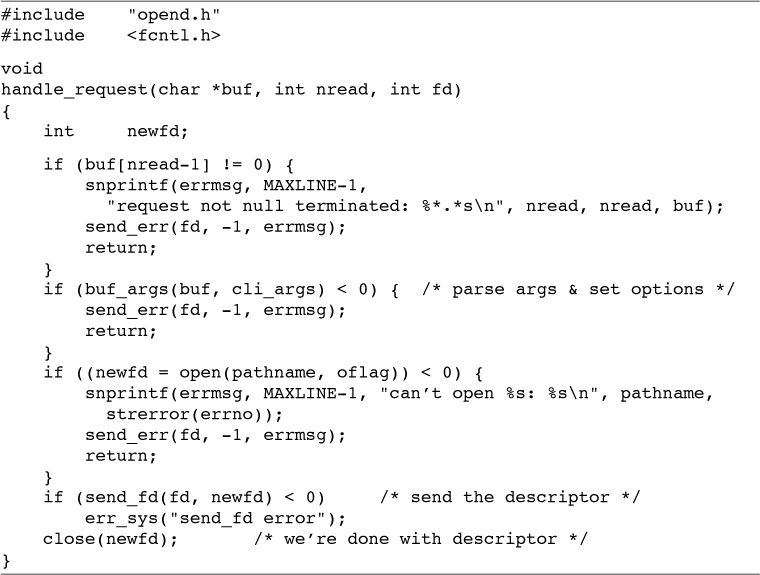 #include    "opend.h"
#include    <fcntl.h>
void
handle_request(char *buf, int nread, int fd)
{
    int     newfd;
    if (buf[nread-1] != 0) {
        snprintf(errmsg, MAXLINE-1,
          "request not null terminated: %*.*s\n", nread, nread, buf);
        send_err(fd, -1, errmsg);
        return;
    }
    if (buf_args(buf, cli_args) < 0) {  /* parse args & set options */
        send_err(fd, -1, errmsg);
        return;
    }
    if ((newfd = open(pathname, oflag)) < 0) {
        snprintf(errmsg, MAXLINE-1, "can’t open %s: %s\n", pathname,
          strerror(errno));
        send_err(fd, -1, errmsg);
        return;
    }
    if (send_fd(fd, newfd) < 0)     /* send the descriptor */
        err_sys("send_fd error");
    close(newfd);       /* we’re done with descriptor */
}